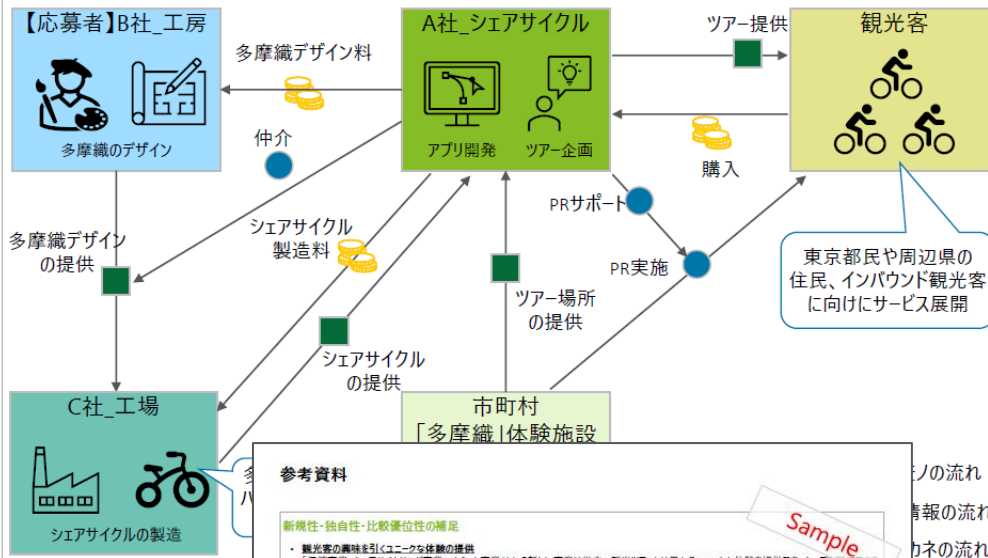 【応募者】B社_工房
多摩織のデザイン
多摩織デザイン料
A社_シェアサイクル
アプリ開発
ツアー企画
ツアー提供
観光客
購入
仲介
多摩織デザイン
の提供
シェアサイクル
製造料
PRサポート
PR実施
ツアー場所
の提供
シェアサイクル
の提供
東京都民や周辺県の
住民、インバウンド観光客
に向けにサービス展開
C社_工場
シェアサイクルの製造
市町村
「多摩織」体験施設
モノの流れ
情報の流れ
カネの流れ
参考資料
Sample
新規性・独自性・比較優位性の補足
・ 観光客の興味を引くユニークな体験の提供